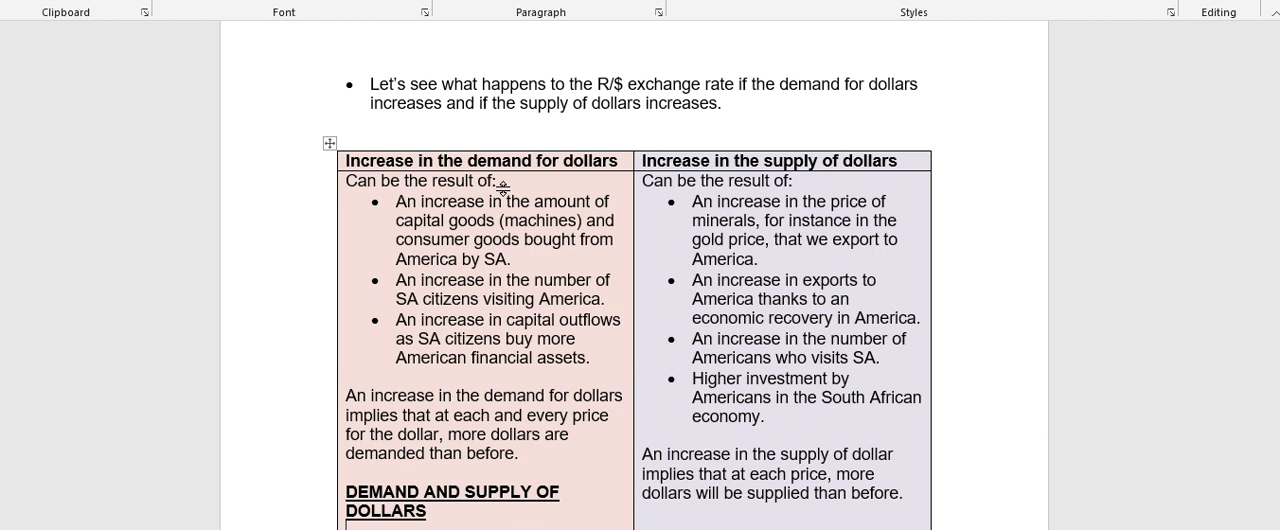 Clipboard Font Paragraph Styles Editing
• Let's see what happens to the R/$ exchange rate if the demand for dollars
increases and if the supply of dollars increases.
Increase in the demand for dollars
Can be the result of:
• An increase in the amount of
capital goods (machines) and
consumer goods bought from
America by SA.
• An increase in the number of
SA citizens visiting America.
• An increase in capital outflows
as SA citizens buy more
American financial assets.
An increase in the demand for dollars
implies that at each and every price
for the dollar, more dollars are
demanded than before.
DEMAND AND SUPPLY OF
DOLLARS
Increase in the supply of dollars
Can be the result of:
• An increase in the price of
minerals, for instance in the
gold price, that we export to
America.
• An increase in exports to
America thanks to an
economic recovery in America.
• An increase in the number of
Americans who visits SA.
• Higher investment by
Americans in the South African
economy.
An increase in the supply of dollar
implies that at each price, more
dollars will be supplied than before.